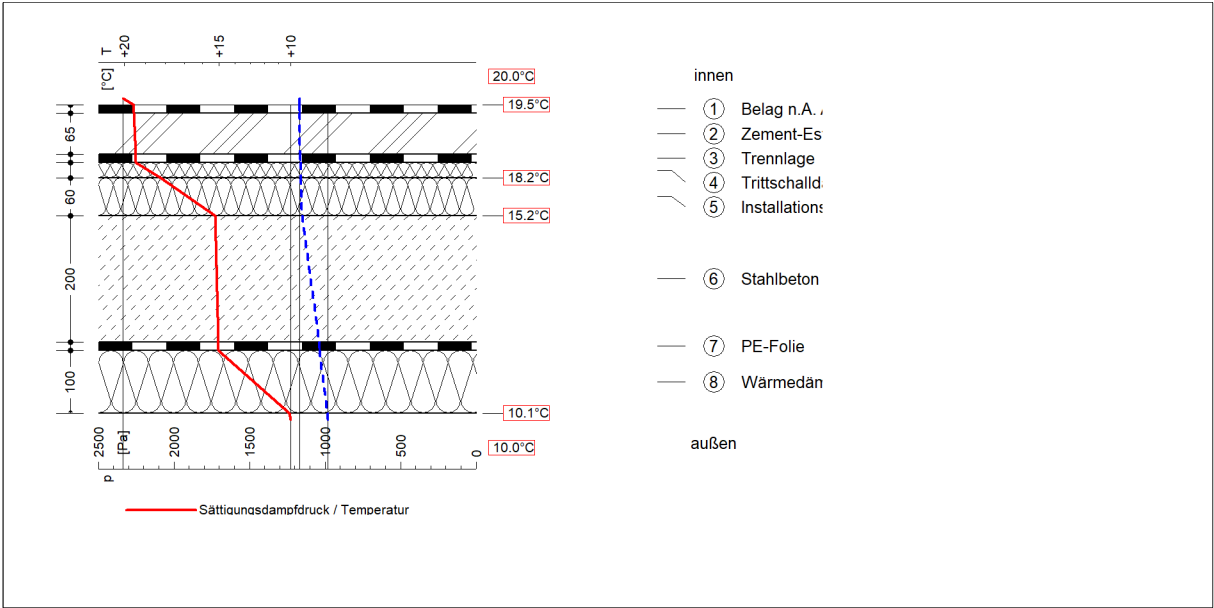 T
[°C]
+20
+15
+10
20.0°C
19.5°C
18.2°C
15.2°C
10.1°C
10.0°C
65
60
200
100
2500
[Pa]
2000
1500
1000
500
0
p
Sättigungsdampfdruck / Temperatur
innen
1 Belag n.A.
2 Zement-Es
3 Trennlage
4 Trittschalld
5 Installations
6 Stahlbeton
7 PE-Folie
8 Wärmedäm
außen